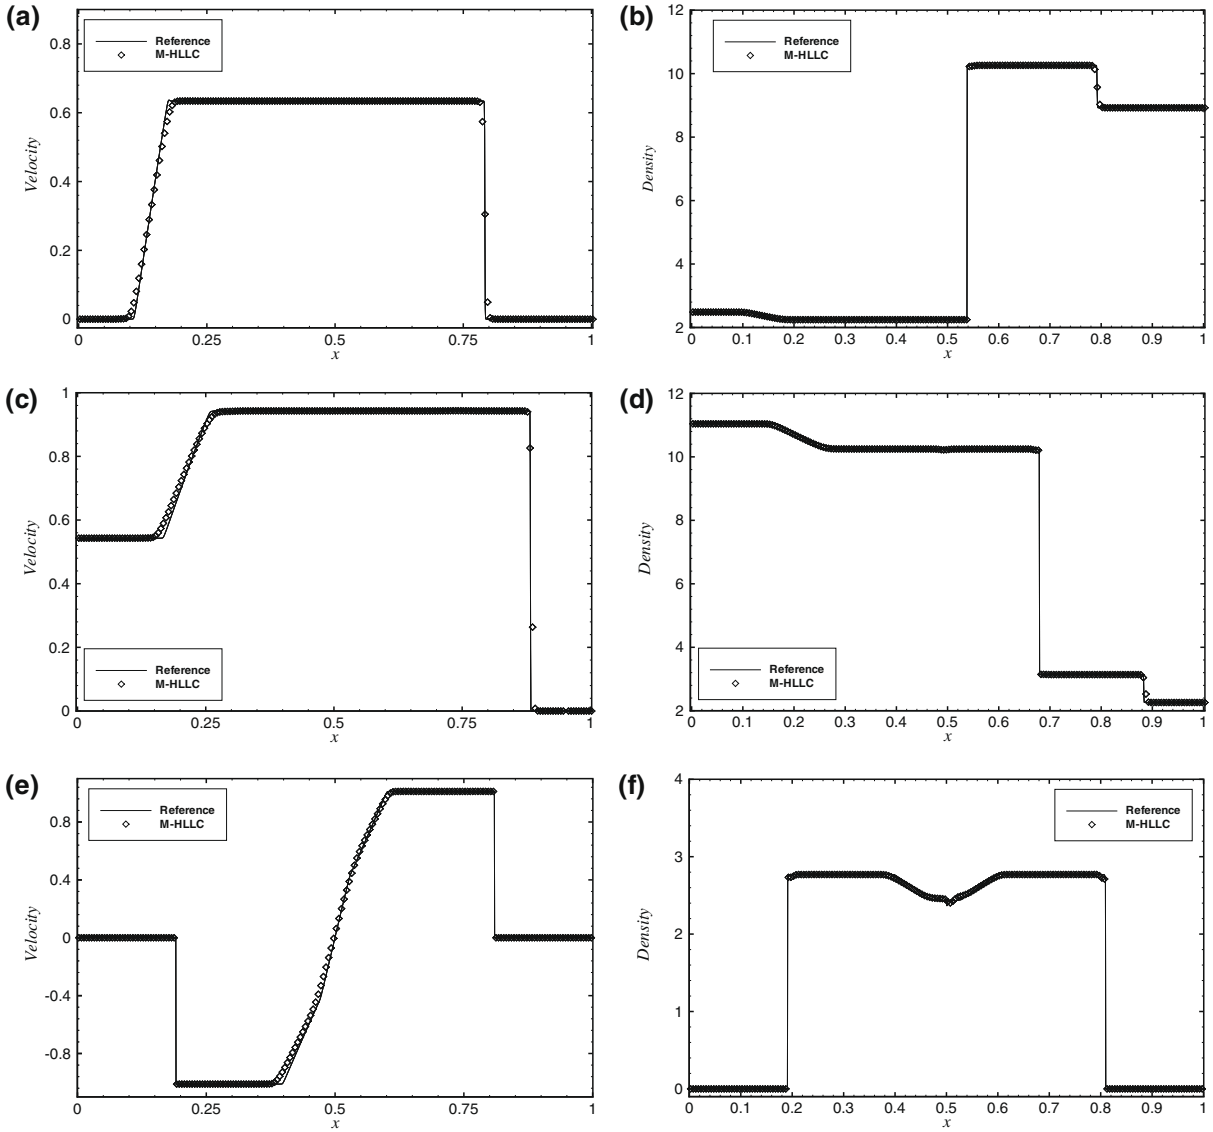 (a)
0.8
0.6
0.4
0.2
0
Velocity
Reference
M-HLLC
0
0.25
0.5
0.75
1
x
(b)
12
10
8
6
4
2
Density
Reference
M-HLLC
0
0.1
0.2
0.3
0.4
0.5
0.6
0.7
0.8
0.9
1
x
(c)
1
0.8
0.6
0.4
0.2
0
Velocity
Reference
M-HLLC
0
0.25
0.5
0.75
1
x
(d)
12
10
8
6
4
2
Density
Reference
M-HLLC
0
0.1
0.2
0.3
0.4
0.5
0.6
0.7
0.8
0.9
1
x
(e)
0.8
0.4
0
-0.4
-0.8
Velocity
Reference
M-HLLC
0
0.25
0.5
0.75
1
x
(f)
4
3
2
1
0
Density
Reference
M-HLLC
0
0.1
0.2
0.3
0.4
0.5
0.6
0.7
0.8
0.9
1
x